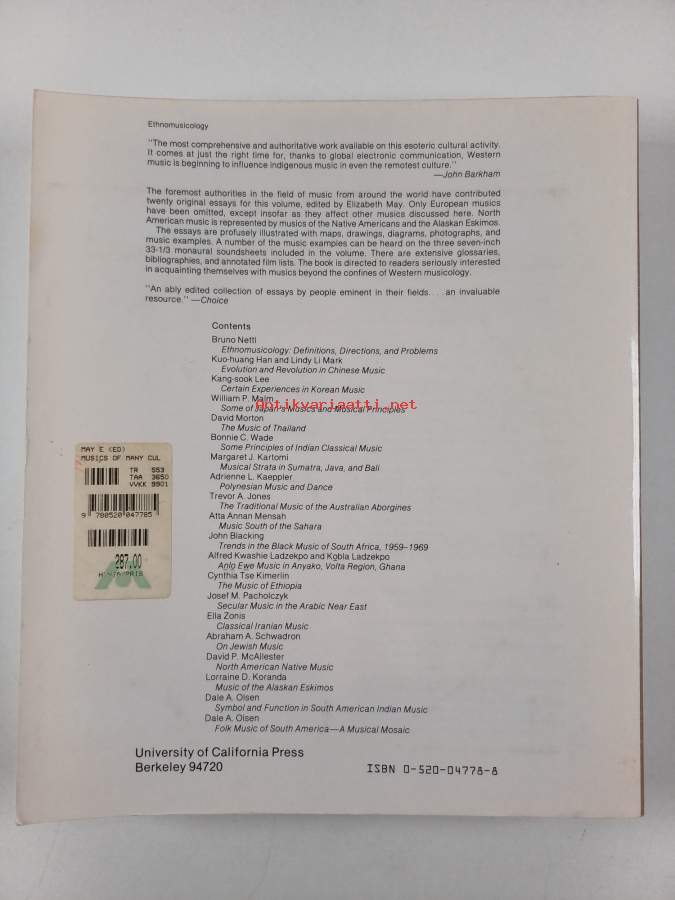 Ethnomusicology
"The most comprehensive and authoritative work available on this esoteric cultural activity.
It comes at just the right time for, thanks to global electronic communication, Western
music is beginning to influence indigenous music in even the remotest culture."
—John Barkham
The foremost authorities in the field of music from around the world have contributed
twenty original essays for this volume, edited by Elizabeth May. Only European musics
have been omitted, except insofar as they affect other musics discussed here. North
American music is represented by musics of the Native Americans and the Alaskan Eskimos.
The essays are profusely illustrated with maps, drawings, diagrams, photographs, and
music examples. A number of the music examples can be heard on the three seven-inch
33-1/3 monaural soundsheets included in the volume. There are extensive glossaries,
bibliographies, and annotated film lists. The book is directed to readers seriously interested
in acquainting themselves with musics beyond the confines of Western musicology.
"An ably edited collection of essays by people eminent in their fields. . . . an invaluable
resource." —Choice
Contents
Bruno Nettl
Ethnomusicology: Definitions, Directions, and Problems
Kuo-huang Han and Lindy Li Mark
Evolution and Revolution in Chinese Music
Kang-sook Lee
Certain Experiences in Korean Music
William P. Malm
Antikvariaatti.net
Some of Japan's Musics and Musical Principles
David Morton
The Music of Thailand
Bonnie C. Wade
Some Principles of Indian Classical Music
Margaret J. Kartomi
Musical Strata in Sumatra, Java, and Bali
Adrienne L. Kaeppler
Polynesian Music and Dance
Trevor A. Jones
The Traditional Music of the Australian Aborgines
Atta Annan Mensah
Music South of the Sahara
John Blacking
Trends in the Black Music of South Africa, 1959–1969
Alfred Kwashie Ladzekpo and Kobla Ladzekpo
Anlo Ewe Music in Anyako, Volta Region, Ghana
Cynthia Tse Kimerlin
The Music of Ethiopia
Josef M. Pacholczyk
Secular Music in the Arabic Near East
Ella Zonis
Classical Iranian Music
Abraham A. Schwadron
On Jewish Music
David P. McAllester
North American Native Music
Lorraine D. Koranda
Music of the Alaskan Eskimos
Dale A. Olsen
Symbol and Function in South American Indian Music
Dale A. Olsen
Folk Music of South America—A Musical Mosaic
University of California Press
Berkeley 94720
ISBN 0-520-04778-8
MAY E (ED)
MUSICS OF MANY CUL
TR 553
TAA 3650
VVKK 8901
9 780520 047785
287.00
HINTA/PRIS